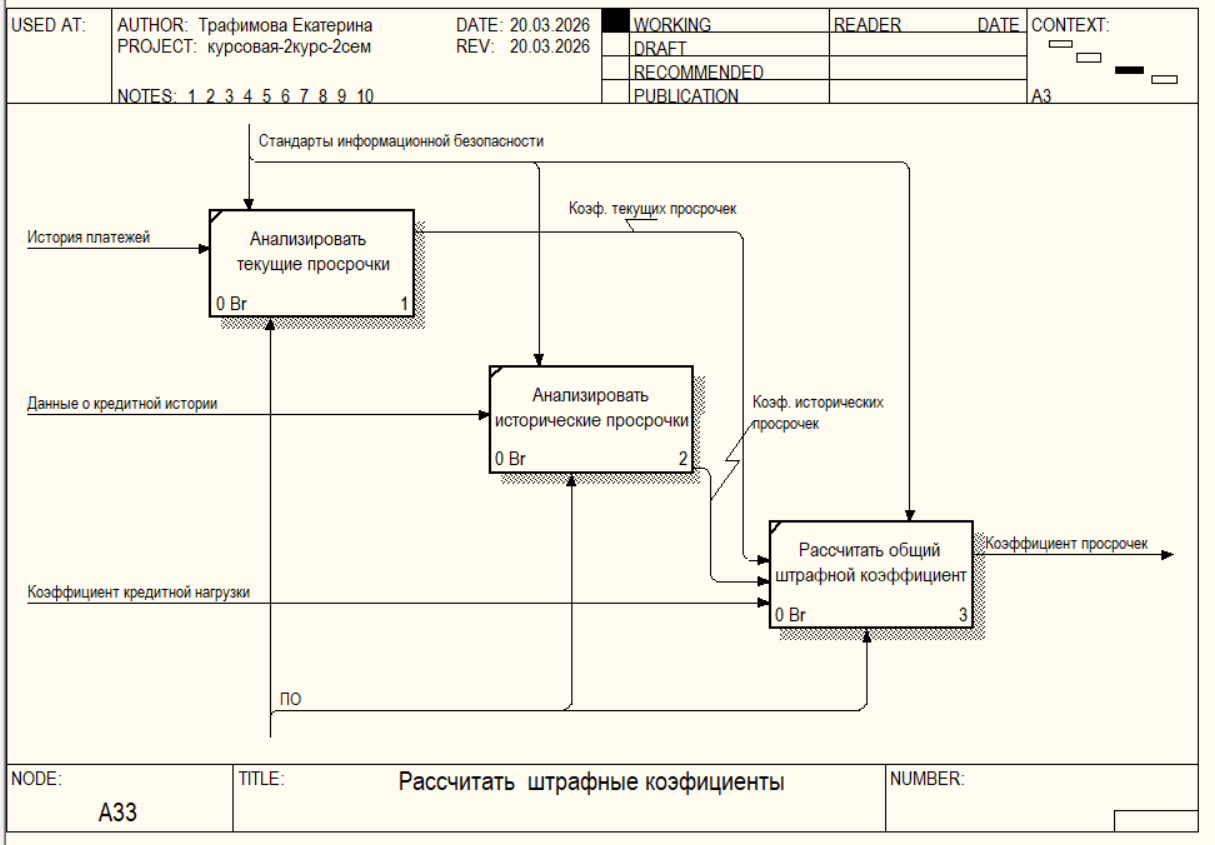 USED AT:
AUTHOR: Трафимова Екатерина
DATE: 20.03.2026
PROJECT: курсовая-2курс-2сем
REV: 20.03.2026
NOTES: 1 2 3 4 5 6 7 8 9 10
WORKING
DRAFT
RECOMMENDED
PUBLICATION
READER
DATE
CONTEXT:
A3
Стандарты информационной безопасности
Коэф. текущих просрочек
История платежей
Анализировать
текущие просрочки
0 Br
1
Данные о кредитной истории
Анализировать
исторические просрочки
0 Br
2
Коэф. исторических
просрочек
Коэффициент кредитной нагрузки
Рассчитать общий
штрафной коэффициент
0 Br
3
Коэффициент просрочек
ПО
NODE:
A33
TITLE:
Рассчитать штрафные коэфициенты
NUMBER: